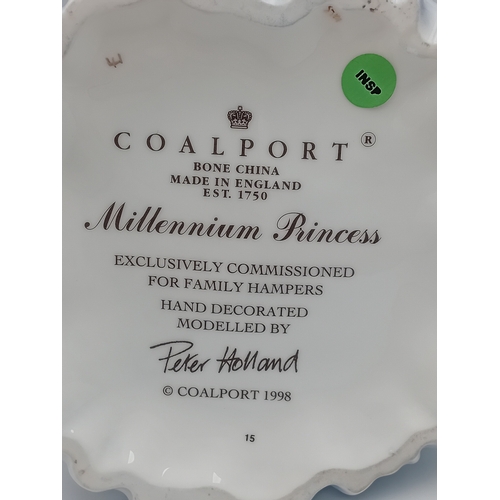 INSP
COALPORT®
BONE CHINA
MADE IN ENGLAND
EST. 1750
Millennium Princess
EXCLUSIVELY COMMISSIONED
FOR FAMILY HAMPERS
HAND DECORATED
MODELLED BY
Peter Holland
© COALPORT 1998
15